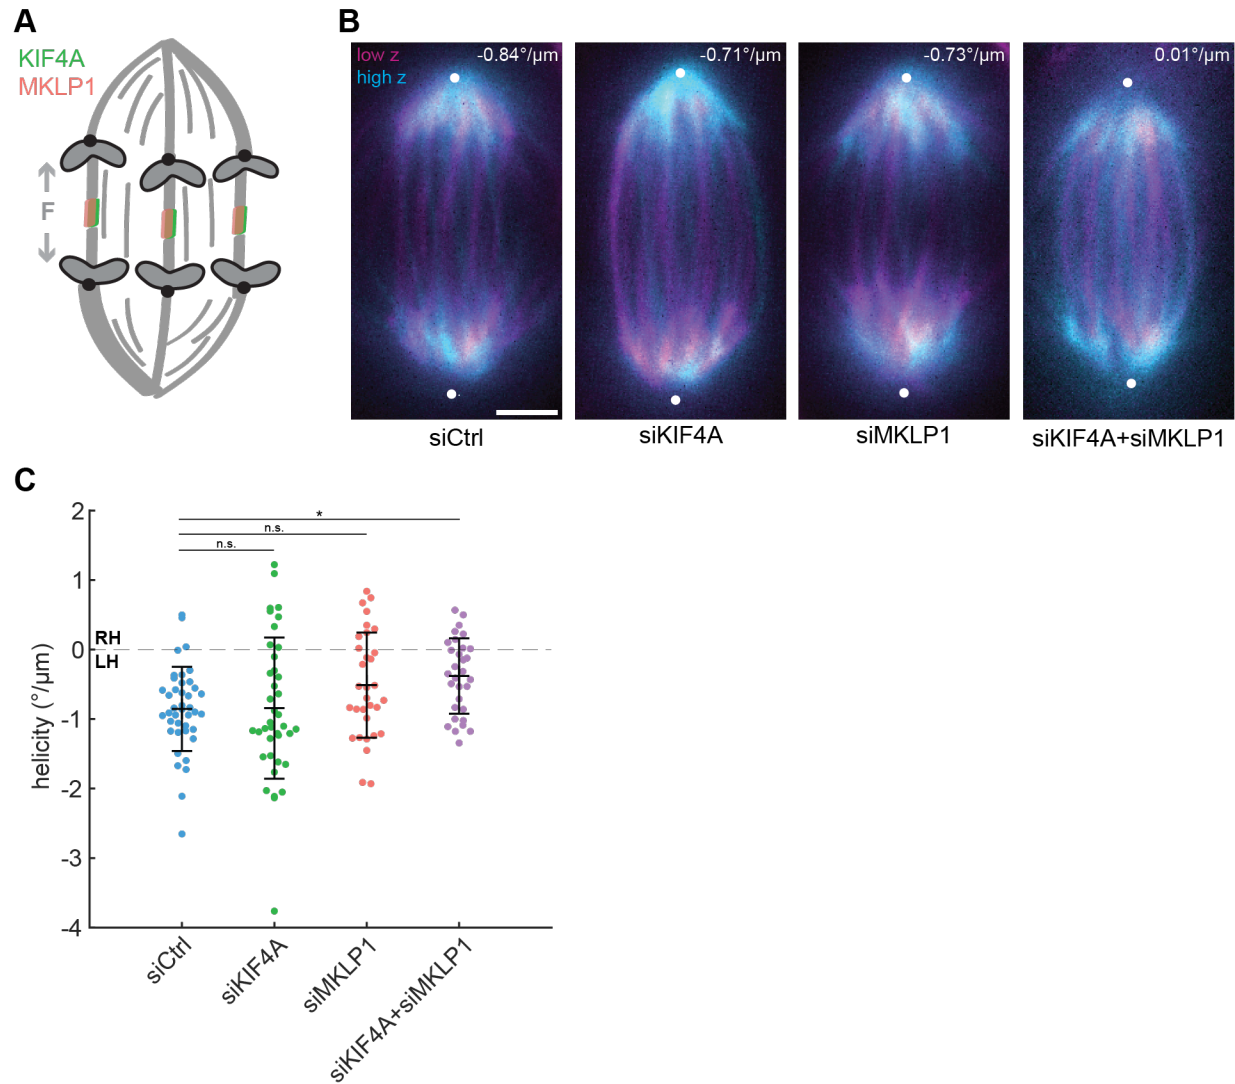 A
KIF4A
MKLP1
F
B
low z
high z
-0.84°/μm
-0.71°/μm
-0.73°/μm
0.01°/μm
siCtrl
siKIF4A
siMKLP1
siKIF4A+siMKLP1
C
helicity (°/μm)
2
1
0
-1
-2
-3
-4
RH
LH
*
n.s.
n.s.
siCtrl
siKIF4A
siMKLP1
siKIF4A+siMKLP1